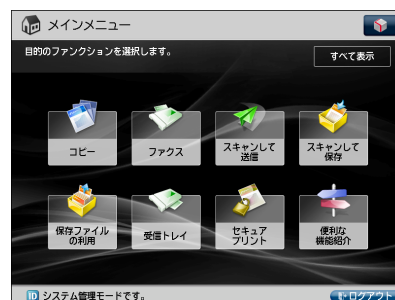 メインメニュー
目的のファンクションを選択します。
すべて表示
コピー
ファクス
スキャンして
送信
スキャンして
保存
保存ファイル
の利用
受信トレイ
セキュア
プリント
便利な
機能紹介
ID システム管理モードです。
ログアウト